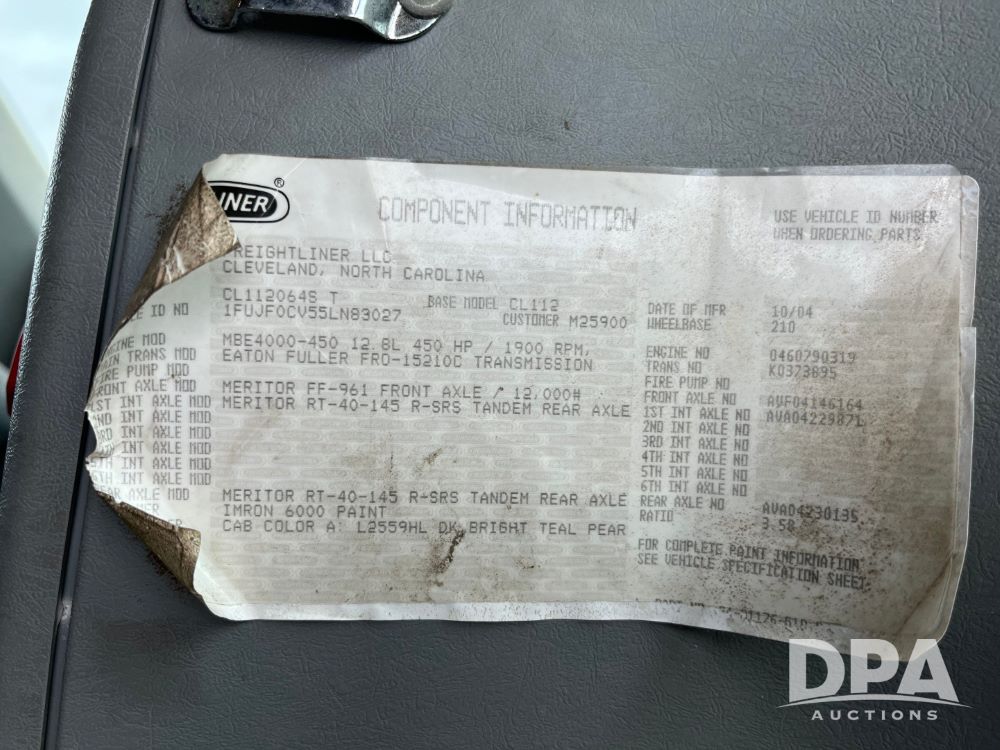 LINER ®
COMPONENT INFORMATION
USE VEHICLE ID NUMBER
WHEN ORDERING PARTS
REIGHTLINER LLC
CLEVELAND, NORTH CAROLINA
CL112064S T BASE MODEL CL112 DATE OF MFR 10/04
E ID NO 1FUJF0CV55LN83027 CUSTOMER M25900 WHEELBASE 210
GINE MOD MBE4000-450 12.8L 450 HP / 1900 RPM, ENGINE NO 0460790319
AIN TRANS MOD EATON FULLER FRO-15210C TRANSMISSION TRANS NO K0373895
FIRE PUMP MOD FIRE PUMP NO
FRONT AXLE MOD MERITOR FF-961 FRONT AXLE / 12,000# FRONT AXLE NO AVF04146164
1ST INT AXLE MOD MERITOR RT-40-145 R-SRS TANDEM REAR AXLE 1ST INT AXLE NO AVA04229871
ND INT AXLE MOD 2ND INT AXLE NO
RD INT AXLE MOD 3RD INT AXLE NO
TH INT AXLE MOD 4TH INT AXLE NO
TH INT AXLE MOD 5TH INT AXLE NO
TH INT AXLE MOD 6TH INT AXLE NO
REAR AXLE MOD MERITOR RT-40-145 R-SRS TANDEM REAR AXLE REAR AXLE NO AVA04230135
IMRON 6000 PAINT RATIO 3.58
CAB COLOR A: L2559HL DK BRIGHT TEAL PEAR
FOR COMPLETE PAINT INFORMATION
SEE VEHICLE SPECIFICATION SHEET.
DPA
AUCTIONS